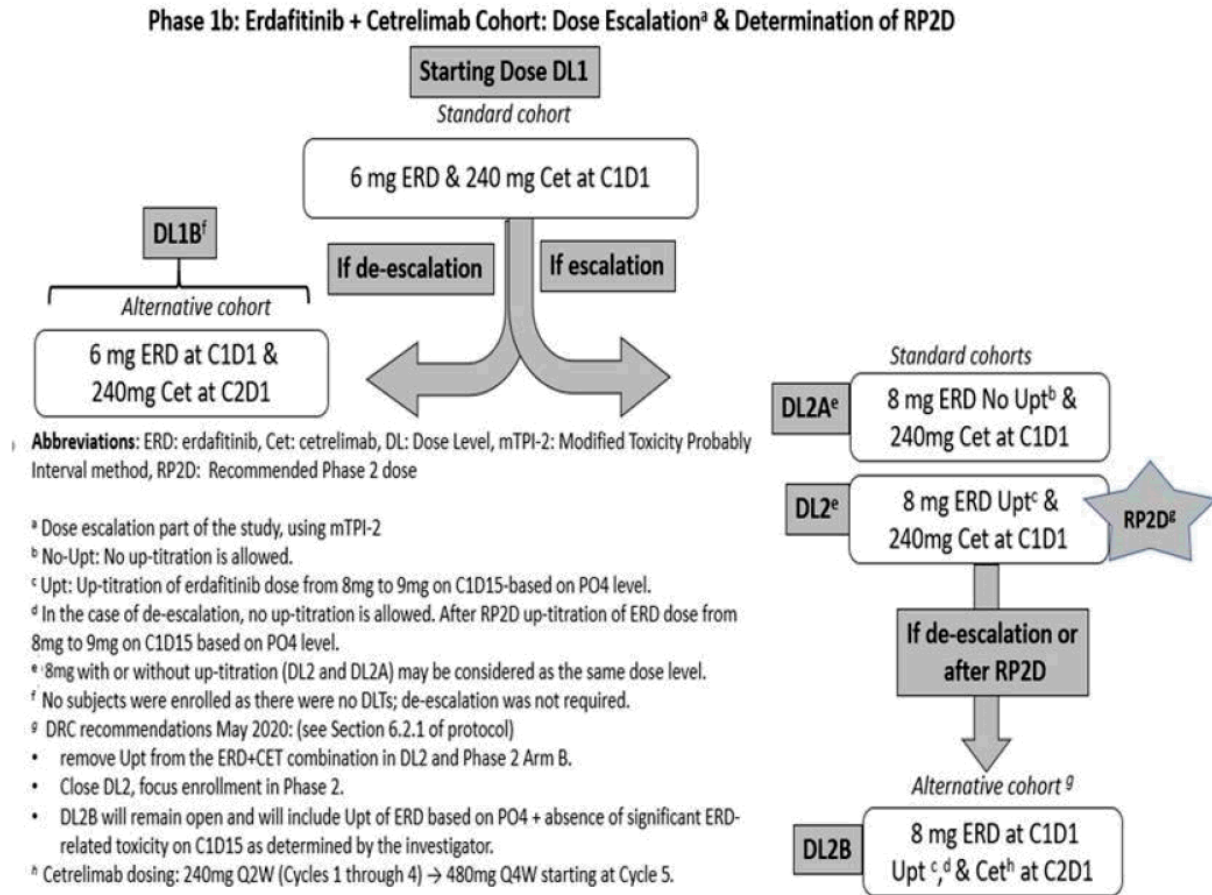 Phase 1b: Erdafitinib + Cetrelimab Cohort: Dose Escalationᵃ & Determination of RP2D
Starting Dose DL1
Standard cohort
6 mg ERD & 240 mg Cet at C1D1
DL1Bᶠ
If de-escalation
If escalation
Alternative cohort
6 mg ERD at C1D1 &
240mg Cet at C2D1
Standard cohorts
DL2Aᵉ
8 mg ERD No Uptᵇ &
240mg Cet at C1D1
DL2ᵉ
8 mg ERD Uptᶜ &
240mg Cet at C1D1
RP2Dᵍ
If de-escalation or
after RP2D
Alternative cohort ᵍ
DL2B
8 mg ERD at C1D1
Upt ᶜ,ᵈ & Cetʰ at C2D1
Abbreviations: ERD: erdafitinib, Cet: cetrelimab, DL: Dose Level, mTPI-2: Modified Toxicity Probably
Interval method, RP2D: Recommended Phase 2 dose
ᵃ Dose escalation part of the study, using mTPI-2
ᵇ No-Upt: No up-titration is allowed.
ᶜ Upt: Up-titration of erdafitinib dose from 8mg to 9mg on C1D15-based on PO4 level.
ᵈ In the case of de-escalation, no up-titration is allowed. After RP2D up-titration of ERD dose from
8mg to 9mg on C1D15 based on PO4 level.
ᵉ 8mg with or without up-titration (DL2 and DL2A) may be considered as the same dose level.
ᶠ No subjects were enrolled as there were no DLTs; de-escalation was not required.
ᵍ DRC recommendations May 2020: (see Section 6.2.1 of protocol)
• remove Upt from the ERD+CET combination in DL2 and Phase 2 Arm B.
• Close DL2, focus enrollment in Phase 2.
• DL2B will remain open and will include Upt of ERD based on PO4 + absence of significant ERD-
related toxicity on C1D15 as determined by the investigator.
ʰ Cetrelimab dosing: 240mg Q2W (Cycles 1 through 4) → 480mg Q4W starting at Cycle 5.